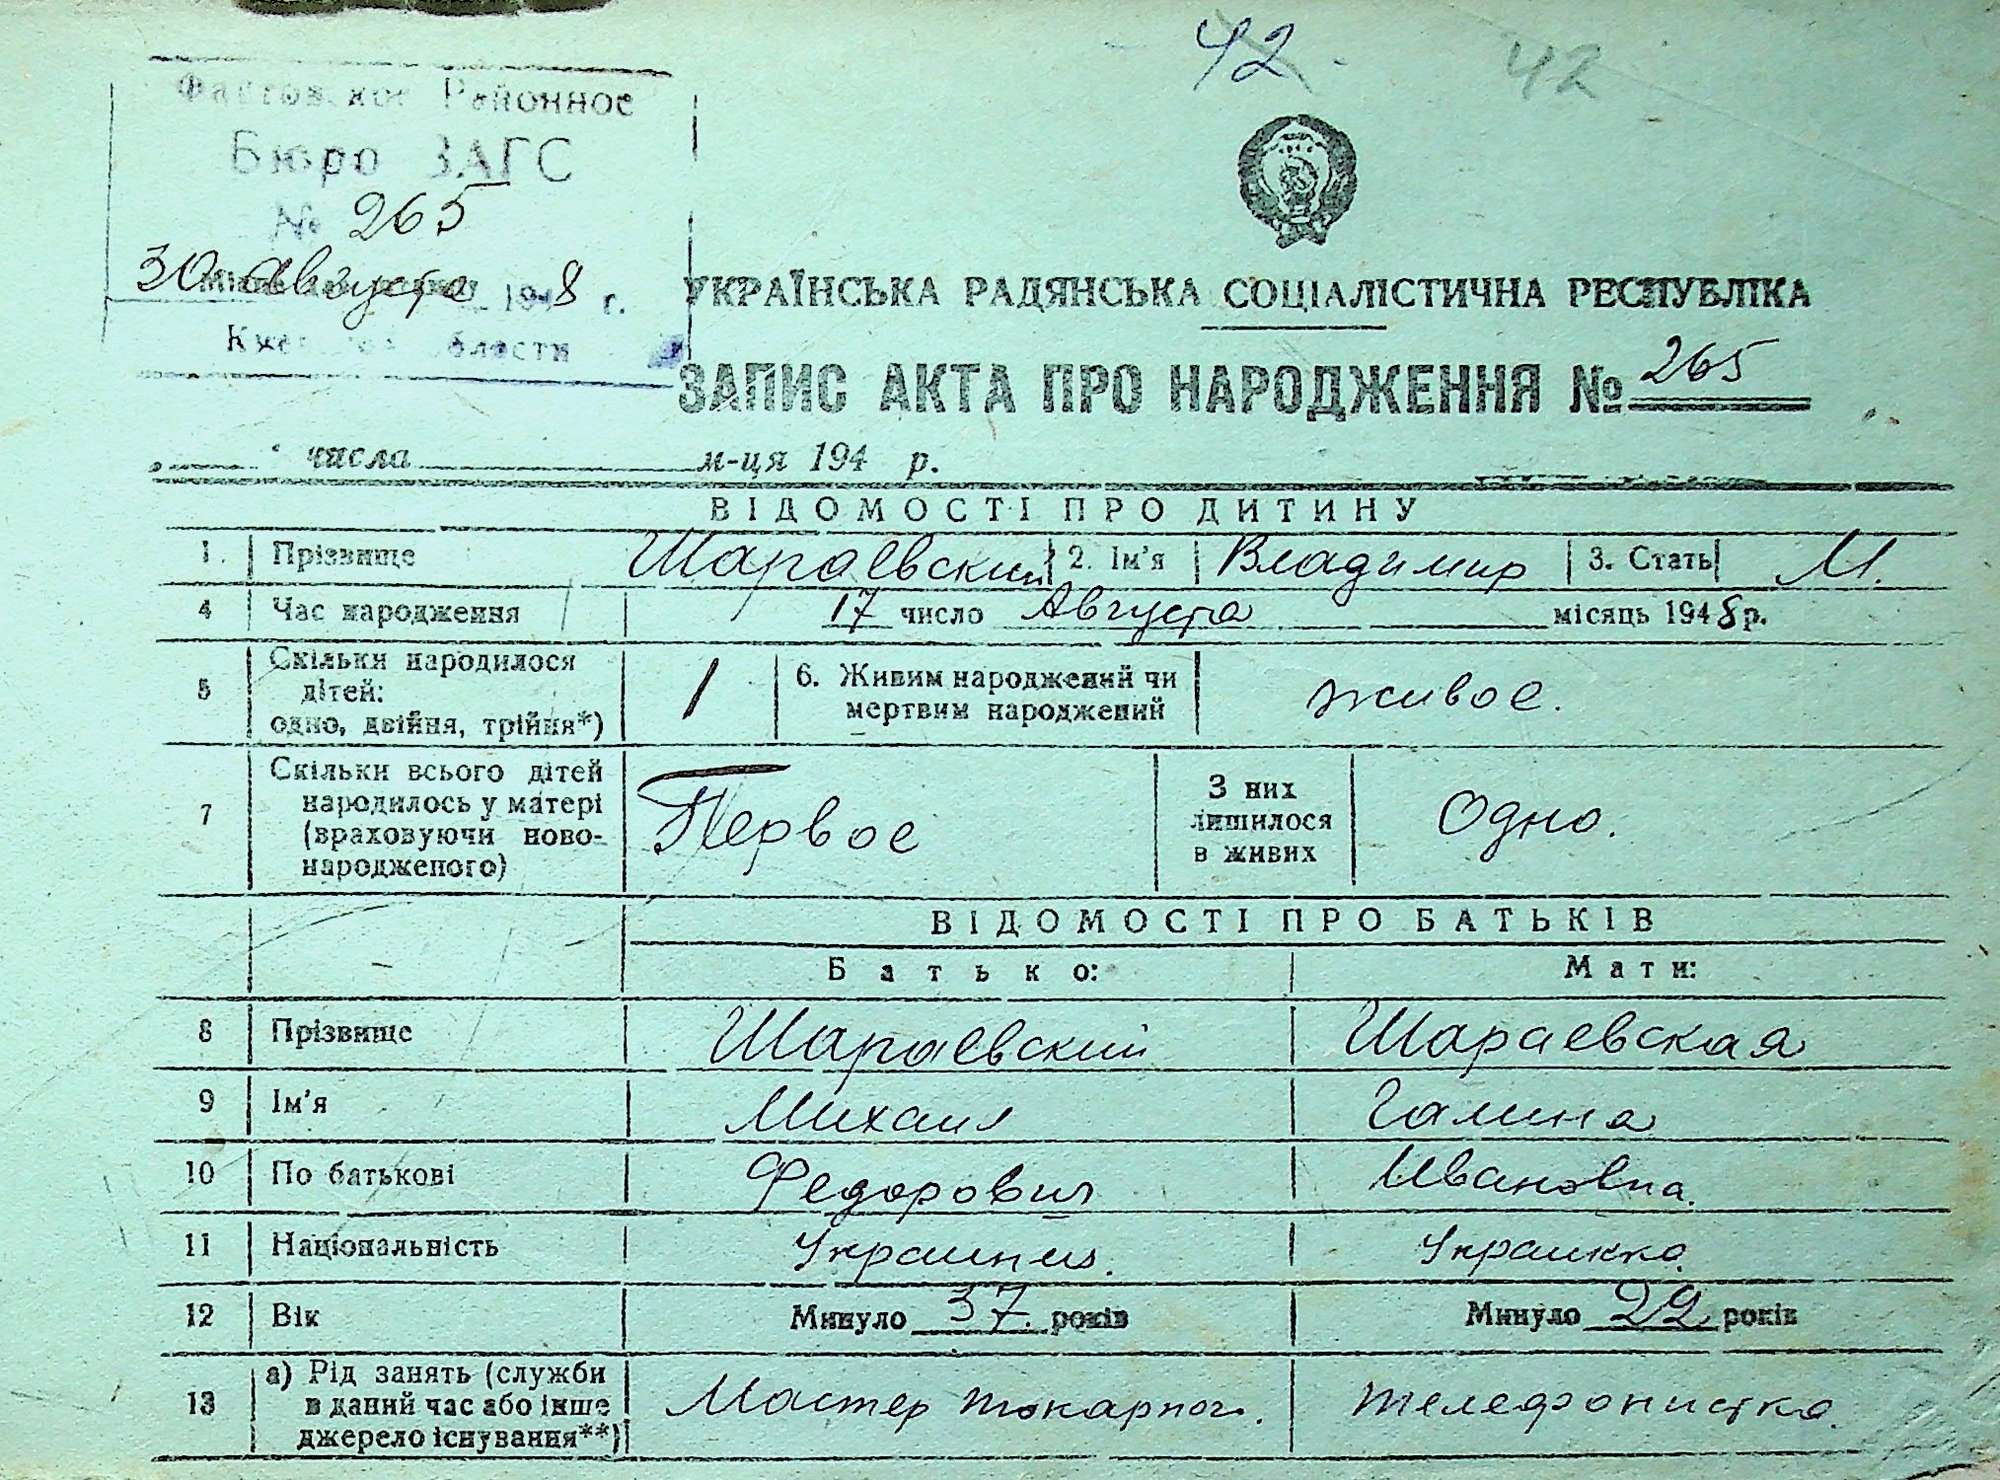 42
42
Фастовское Районное
Бюро ЗАГС
№ 265
30 Августа 1948 г.
Киевской области
УКРАЇНСЬКА РАДЯНСЬКА СОЦІАЛІСТИЧНА РЕСПУБЛІКА
ЗАПИС АКТА ПРО НАРОДЖЕННЯ № 265
числа м-ця 194 р.
ВІДОМОСТІ ПРО ДИТИНУ
1. Прізвище Шараевский 2. Ім'я Владимир 3. Стать М.
4 Час народження 17 число Августа місяць 1948 р.
5 Скільки народилося дітей: одно, двійня, трійня*) 1 6. Живим народжений чи мертвим народжений живое.
7 Скільки всього дітей народилось у матері (враховуючи ново-народженого) Первое З них лишилося в живих Одно.
ВІДОМОСТІ ПРО БАТЬКІВ
Батько: Мати:
8 Прізвище Шараевский Шараевская
9 Ім'я Михаил Галина
10 По батькові Федорович Ивановна.
11 Національність Украинец. Украинка.
12 Вік Минуло 37. років Минуло 22 років
13 а) Рід занять (служби в даний час або інше джерело існування**) Мастер токарног. телефонистка.